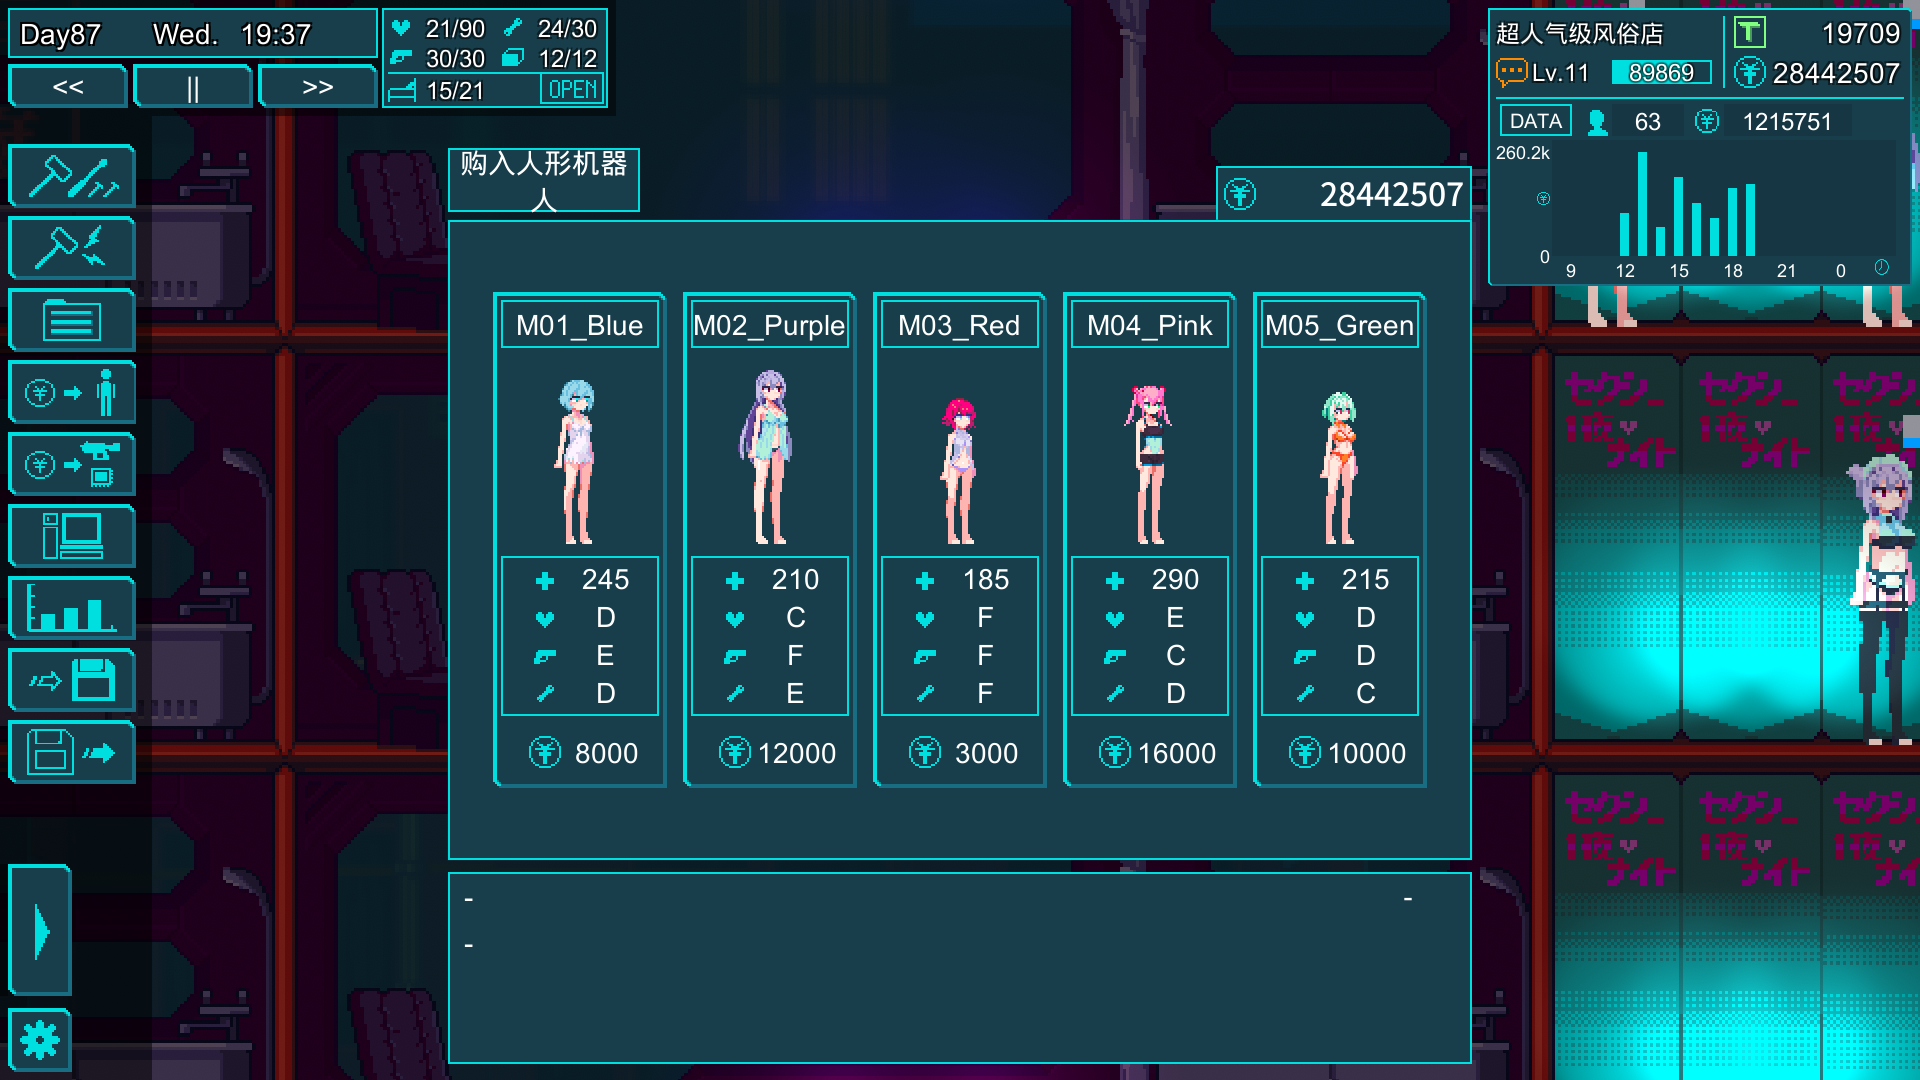 Day87 Wed. 19:37
<< || >>
21/90 24/30
30/30 12/12
15/21 OPEN
超人气级风俗店 T 19709
Lv.11 89869 28442507
DATA 63 1215751
260.2k
0
9 12 15 18 21 0
购入人形机器
人
28442507
M01_Blue
245
D
E
D
8000
M02_Purple
210
C
F
E
12000
M03_Red
185
F
F
F
3000
M04_Pink
290
E
C
D
16000
M05_Green
215
D
D
C
10000
- -
-
セクシー セクシー セクシー
1夜♥ 1夜♥ 1夜♥
ナイト ナイト ナイ
セクシー セクシー セクシー
1夜♥ 1夜♥ 1夜♥
ナイト ナイト ナイ